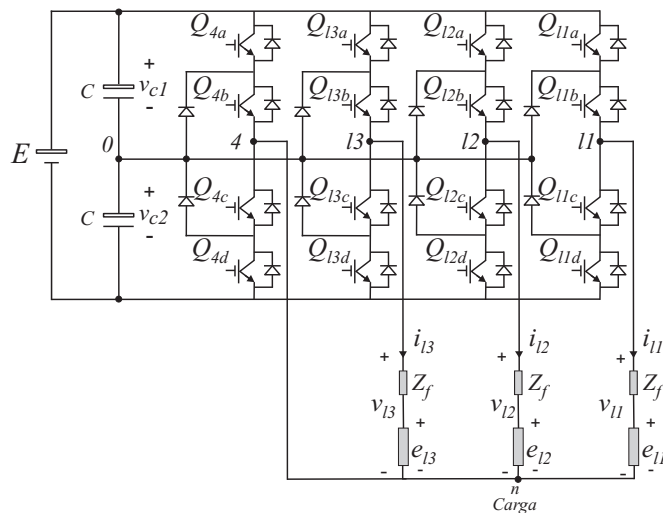 Q4a Ql3a Ql2a Ql1a
+
C vc1
-
Q4b Ql3b Ql2b Ql1b
E
0 4 l3 l2 l1
+
C vc2
-
Q4c Ql3c Ql2c Ql1c
Q4d Ql3d Ql2d Ql1d
il3 il2 il1
+ + +
Zf Zf Zf
vl3 vl2 vl1
+ + +
el3 el2 el1
- - - - - -
n
Carga